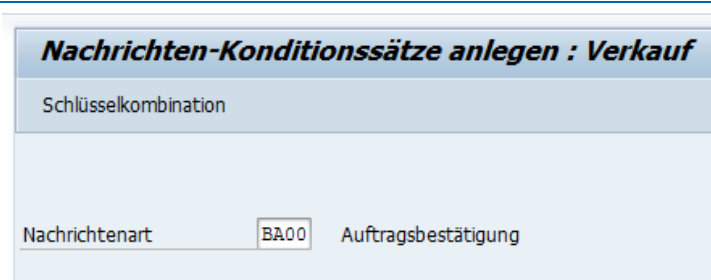 Nachrichten-Konditionssätze anlegen : Verkauf
Schlüsselkombination
Nachrichtenart BA00 Auftragsbestätigung